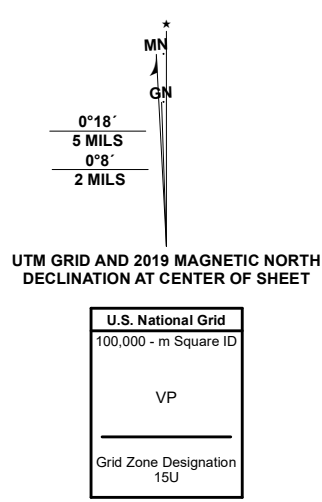 ★
MN
GN
0°18´
5 MILS
0°8´
2 MILS
UTM GRID AND 2019 MAGNETIC NORTH
DECLINATION AT CENTER OF SHEET
U.S. National Grid
100,000 - m Square ID
VP
Grid Zone Designation
15U